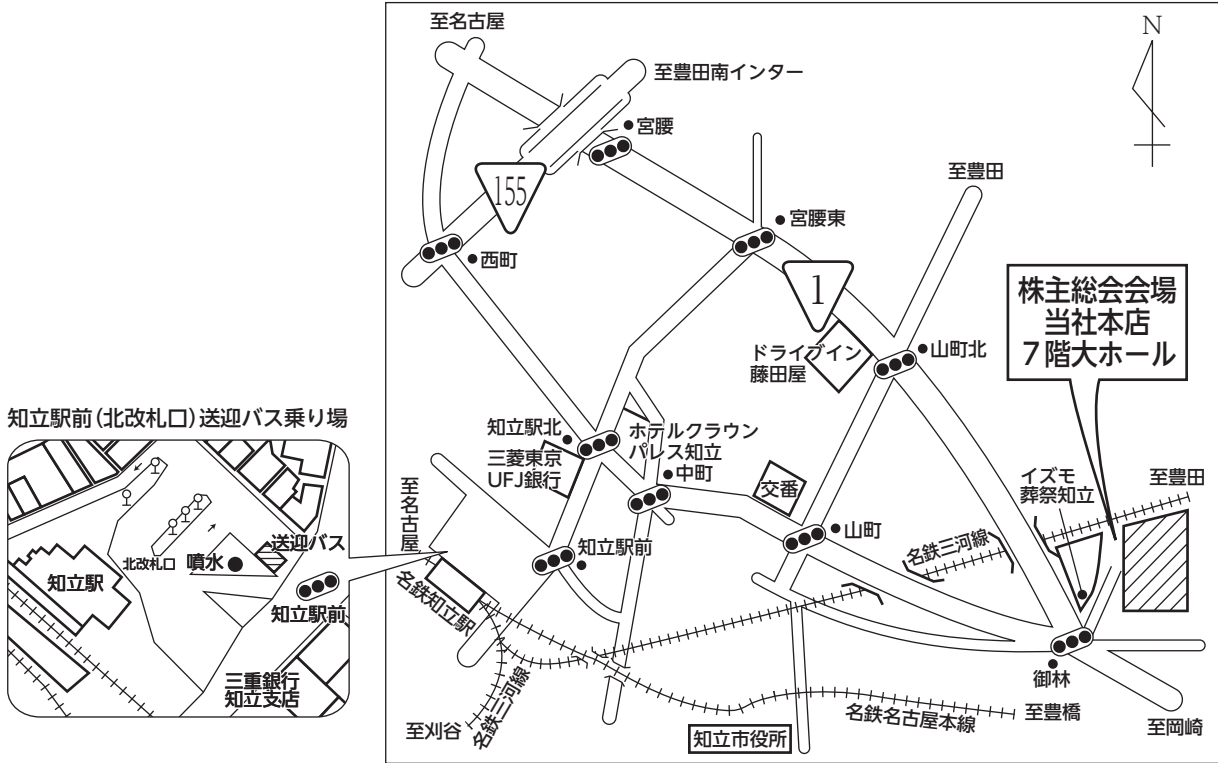 至名古屋
至豊田南インター
N
宮腰
155
至豊田
宮腰東
西町
1
株主総会会場
当社本店
７階大ホール
ドライブイン
藤田屋
山町北
知立駅前(北改札口)送迎バス乗り場
知立駅北
ホテルクラウン
パレス知立
三菱東京
UFJ銀行
中町
交番
イズモ
葬祭知立
至豊田
至名古屋
山町
名鉄三河線
知立駅前
名鉄知立駅
送迎バス
北改札口
噴水
知立駅
知立駅前
三重銀行
知立支店
御林
至刈谷
名鉄三河線
名鉄名古屋本線
至豊橋
知立市役所
至岡崎